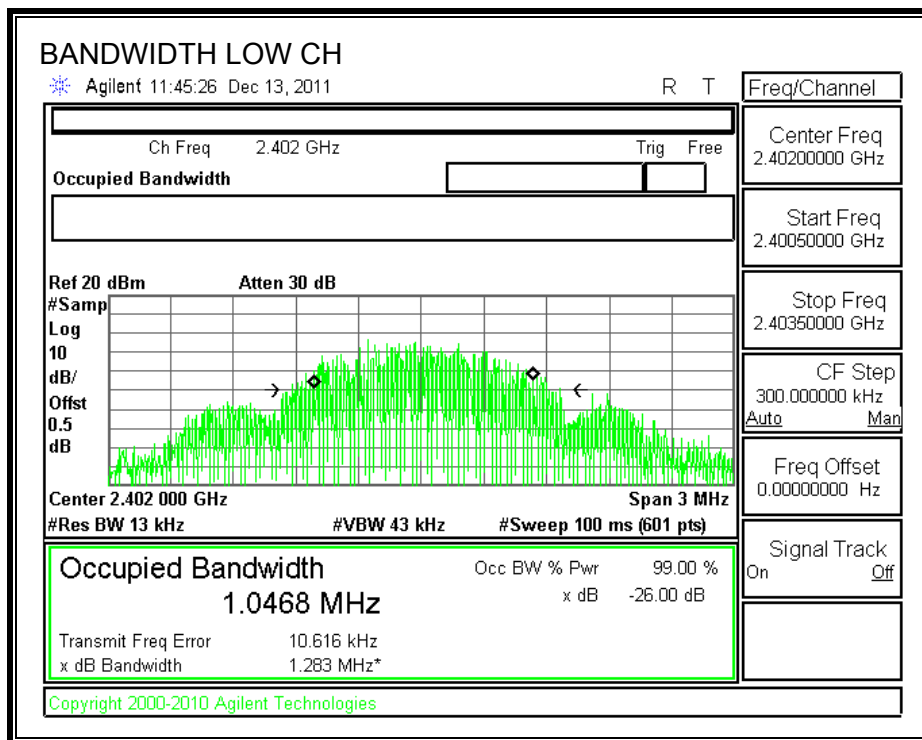 BANDWIDTH LOW CH
Agilent 11:45:26 Dec 13, 2011 R T
Freq/Channel
Ch Freq 2.402 GHz Trig Free
Occupied Bandwidth
Center Freq
2.40200000 GHz
Start Freq
2.40050000 GHz
Stop Freq
2.40350000 GHz
CF Step
300.000000 kHz
Auto Man
Freq Offset
0.00000000 Hz
Signal Track
On Off
Ref 20 dBm Atten 30 dB
#Samp
Log
10
dB/
Offst
0.5
dB
Center 2.402 000 GHz Span 3 MHz
#Res BW 13 kHz #VBW 43 kHz #Sweep 100 ms (601 pts)
Occupied Bandwidth Occ BW % Pwr 99.00 %
1.0468 MHz x dB -26.00 dB
Transmit Freq Error 10.616 kHz
x dB Bandwidth 1.283 MHz*
Copyright 2000-2010 Agilent Technologies